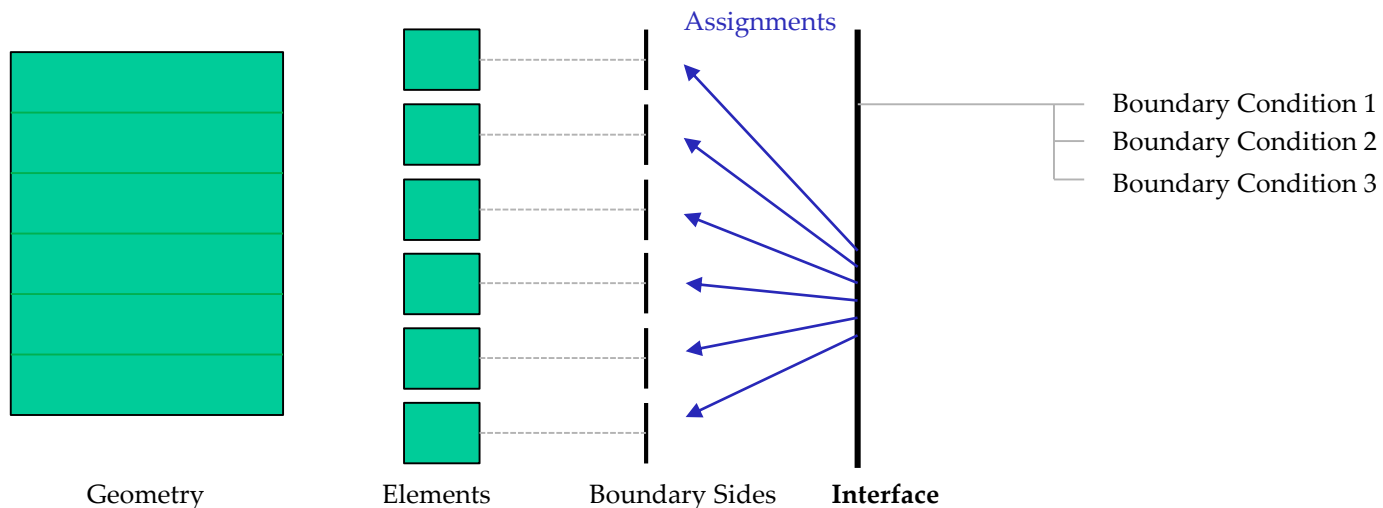 Assignments
Boundary Condition 1
Boundary Condition 2
Boundary Condition 3
Geometry
Elements
Boundary Sides
Interface